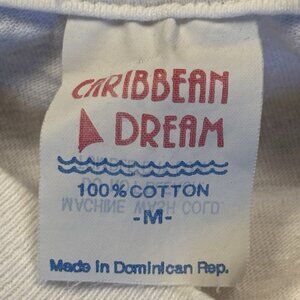 CARIBBEAN
DREAM
100% COTTON
MACHINE WASH COLD
-M-
Made in Dominican Rep.